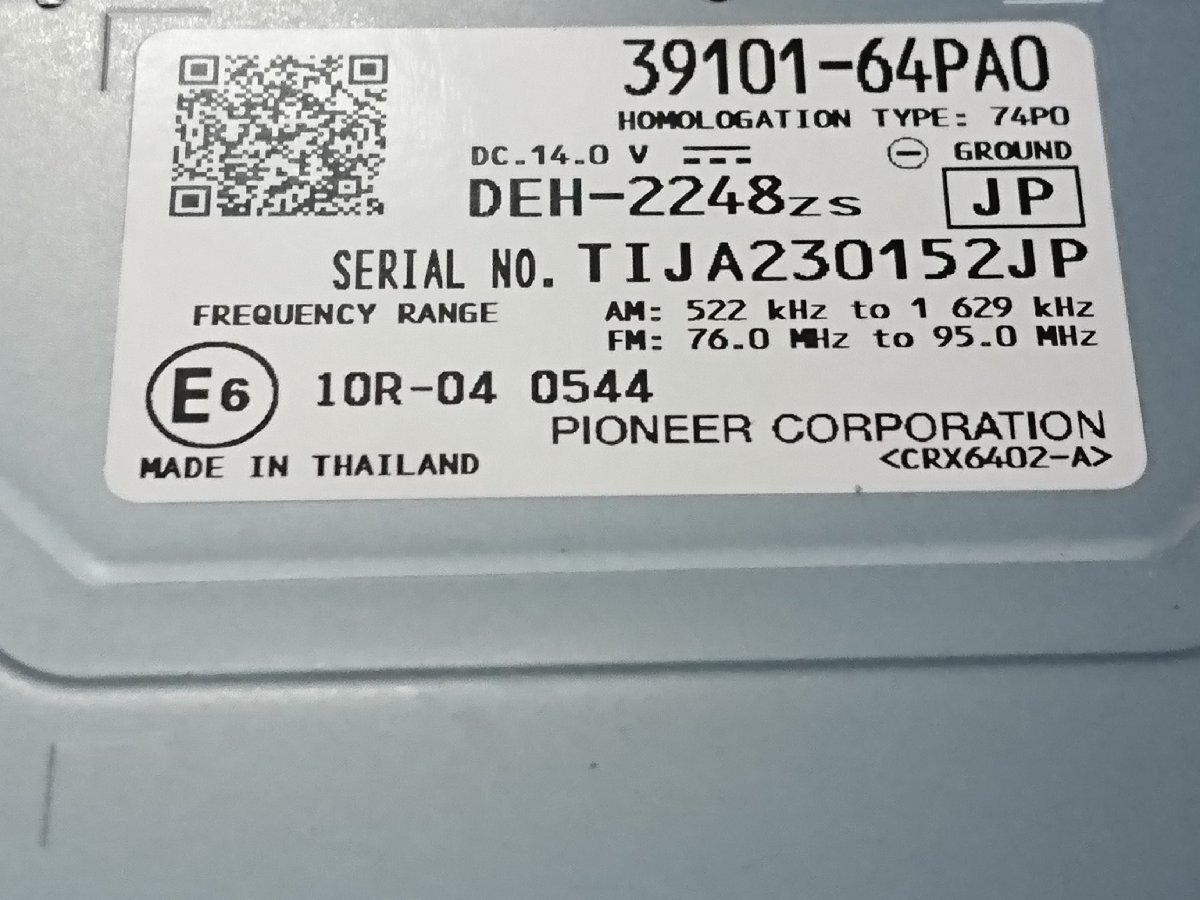 39101-64PA0
HOMOLOGATION TYPE: 74P0
DC.14.0 V ⎓ ⊖ GROUND
DEH-2248zs JP
SERIAL NO. TIJA230152JP
FREQUENCY RANGE AM: 522 kHz to 1 629 kHz
FM: 76.0 MHz to 95.0 MHz
E6 10R-04 0544
PIONEER CORPORATION
MADE IN THAILAND <CRX6402-A>